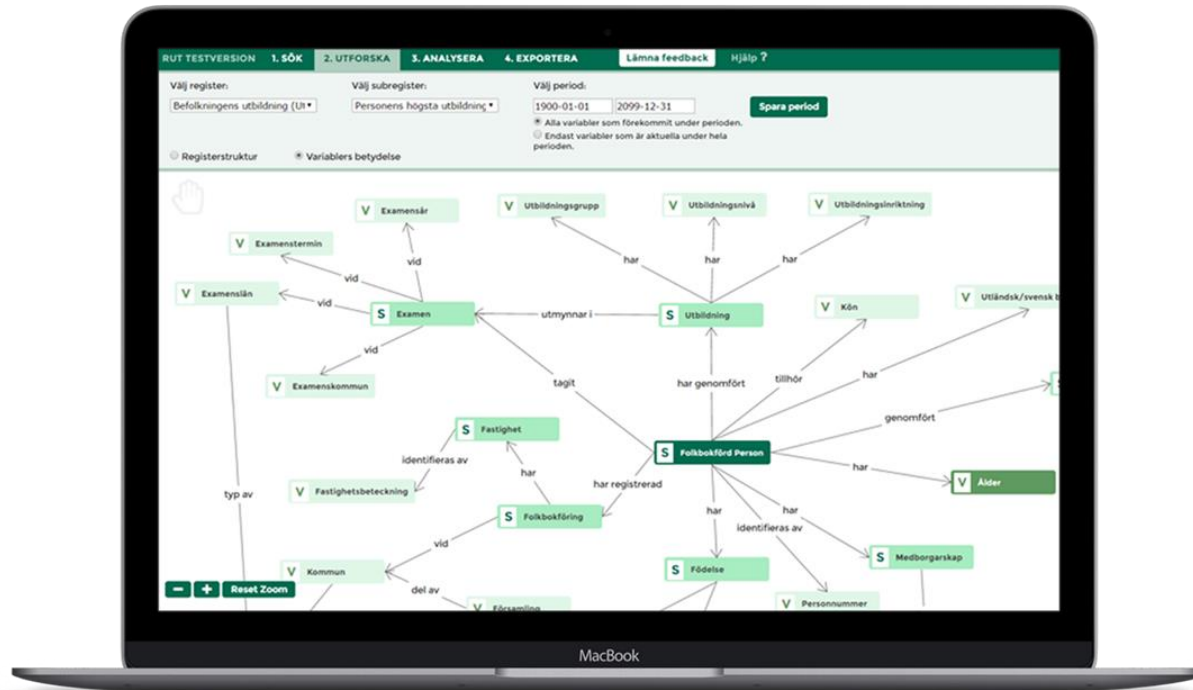 RUT TESTVERSION 1. SÖK 2. UTFORSKA 3. ANALYSERA 4. EXPORTERA Lämna feedback Hjälp ?
Välj register: Välj subregister: Välj period:
Befolkningens utbildning (U Personens högsta utbildning 1900-01-01 2099-12-31 Spara period
Alla variabler som förekommit under perioden.
Endast variabler som är aktuella under hela
perioden.
Registerstruktur Variablers betydelse
V Examensår
V Utbildningsgrupp
V Utbildningsnivå
V Utbildningsinriktning
V Examenstermin
vid
har
har
har
vid
V Examenslän
vid
S Examen
utmynnar i
S Utbildning
V Kön
V Utländsk/svensk b
vid
V Examenskommun
tagit
har genomfört
tillhör
har
genomfört
S Fastighet
identifieras av
har
S Folkbokförd Person
har
V Ålder
typ av
V Fastighetsbeteckning
har registrerad
S Folkbokföring
har
identifieras av
har
vid
V Kommun
S Födelse
S Medborgarskap
del av
V Församling
V Personnummer
− + Reset Zoom
MacBook